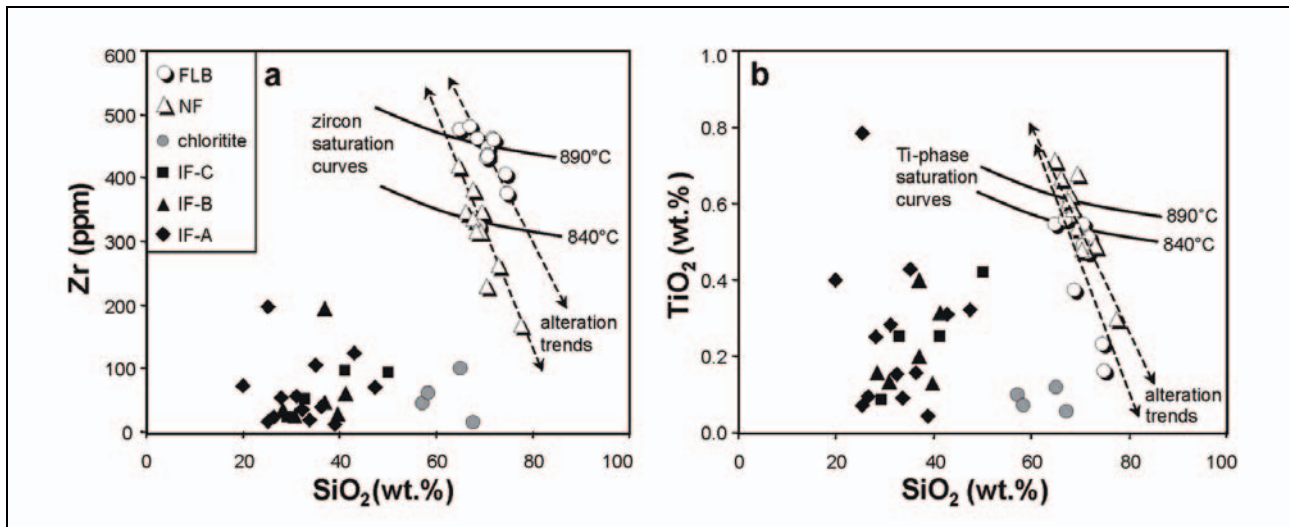 600
500
400
300
200
100
0
Zr (ppm)
FLB
NF
chloritite
IF-C
IF-B
IF-A
a
zircon
saturation
curves
890°C
840°C
alteration
trends
0 20 40 60 80 100
SiO₂ (wt.%)
1.0
0.8
0.6
0.4
0.2
0.0
TiO₂ (wt.%)
b
Ti-phase
saturation
curves
890°C
840°C
alteration
trends
0 20 40 60 80 100
SiO₂ (wt.%)